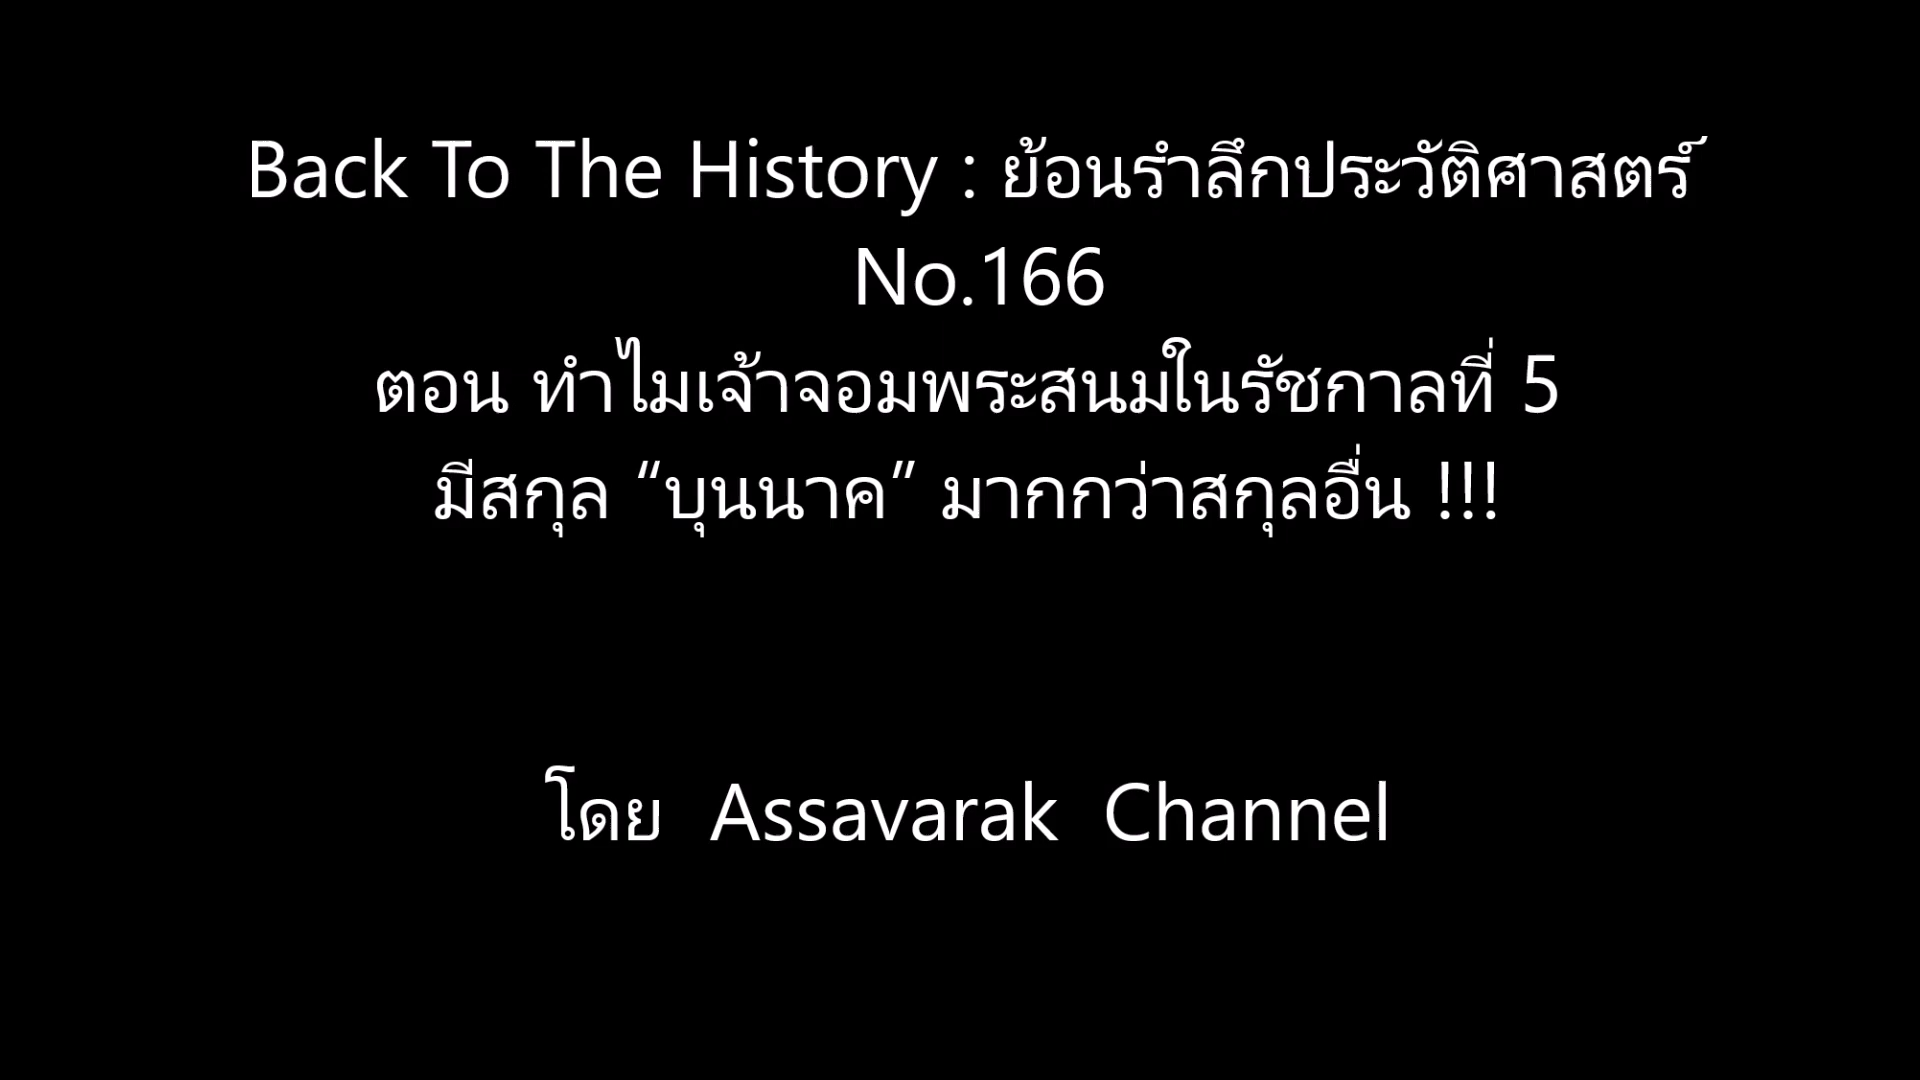 Back To The History : ย้อนรำลึกประวัติศาสตร์
No.166
ตอน ทำไมเจ้าจอมพระสนมในรัชกาลที่ 5
มีสกุล “บุนนาค” มากกว่าสกุลอื่น !!!
โดย Assavarak Channel